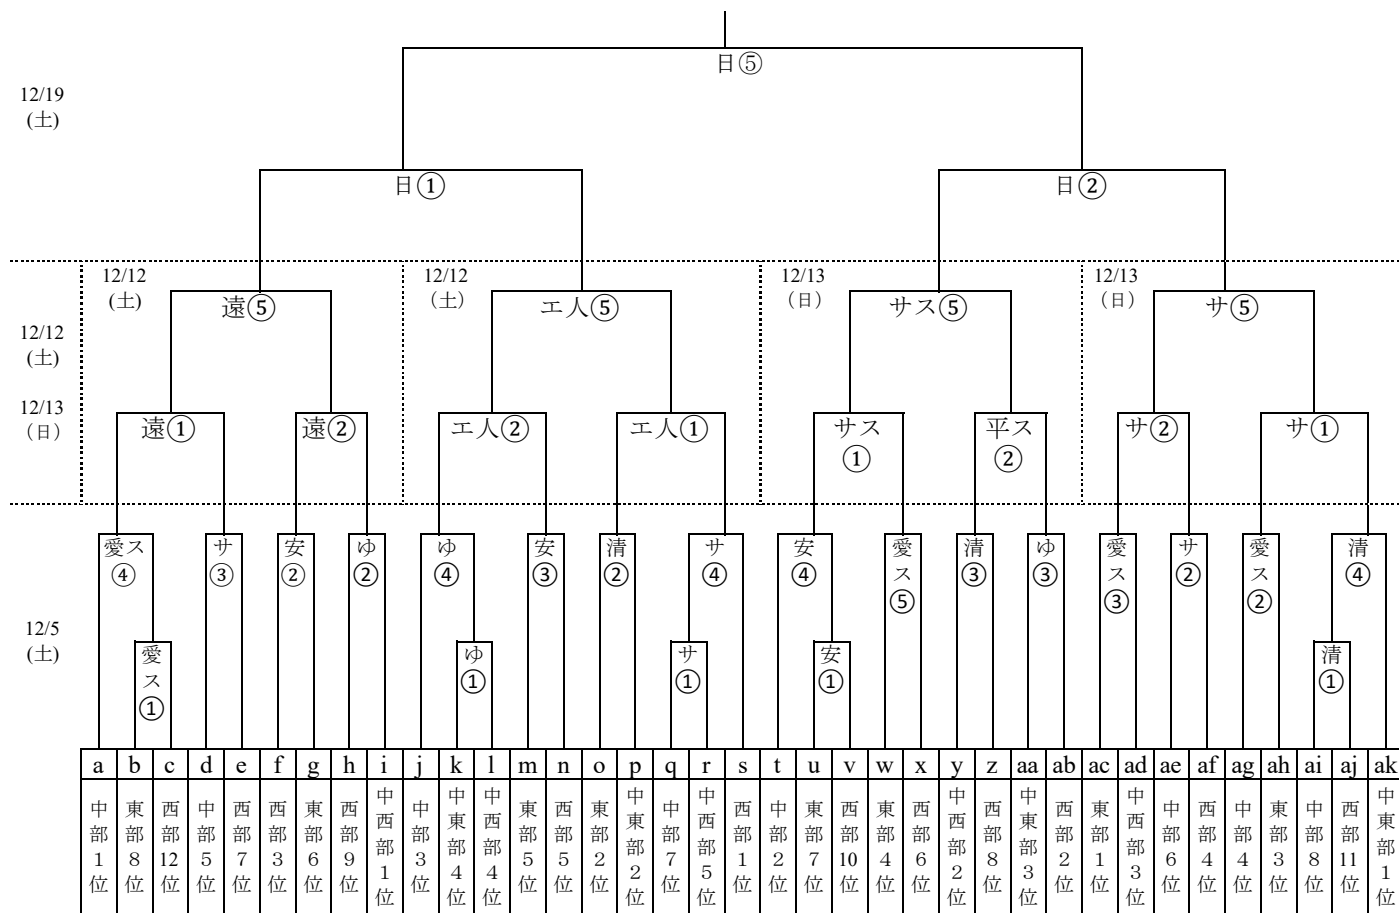 日⑤
12/19
(土)
日① 日②
12/12
(土)
12/12
(土)
12/13
(日)
12/13
(日)
遠⑤ エ人⑤ サス⑤ サ⑤
12/12
(土)
12/13
(日)
遠① 遠② エ人② エ人① サス① 平ス② サ② サ①
愛ス④ サ③ 安② ゆ② ゆ④ 安③ 清② サ④ 安④ 愛ス⑤ 清③ ゆ③ 愛ス③ サ② 愛ス② 清④
12/5
(土)
愛ス① ゆ① サ① 安① 清①
a b c d e f g h i j k l m n o p q r s t u v w x y z aa ab ac ad ae af ag ah ai aj ak
中部1位
東部8位
西部12位
中部5位
西部7位
西部3位
東部6位
西部9位
中西部1位
中部3位
中東部4位
中西部4位
東部5位
西部5位
東部2位
中東部2位
中部7位
中西部5位
西部1位
中部2位
東部7位
西部10位
東部4位
西部6位
中西部2位
西部8位
中東部3位
西部2位
東部1位
中西部3位
中部6位
西部4位
中部4位
東部3位
中部8位
西部11位
中東部1位